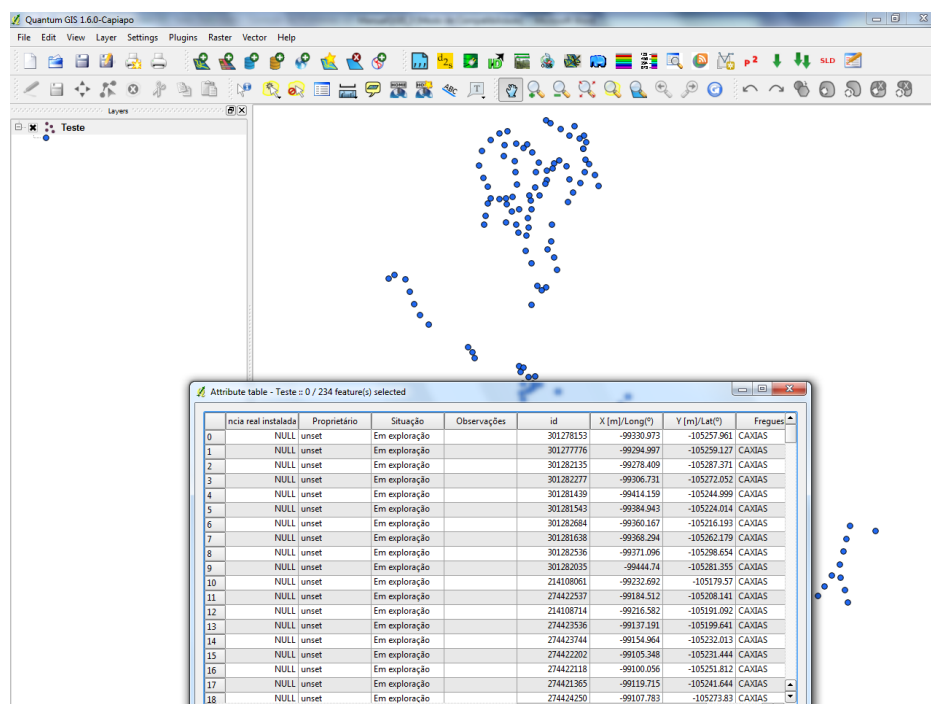 Quantum GIS 1.6.0-Capiapo
File Edit View Layer Settings Plugins Raster Vector Help
SLD
T
ABC
Layers
Teste
Attribute table - Teste :: 0 / 234 feature(s) selected
ncia real instalada Proprietário Situação Observações id X [m]/Long(º) Y [m]/Lat(º) Fregues
0 NULL unset Em exploração 301278153 -99330.973 -105257.961 CAXIAS
1 NULL unset Em exploração 301277776 -99294.997 -105259.127 CAXIAS
2 NULL unset Em exploração 301282135 -99278.409 -105287.371 CAXIAS
3 NULL unset Em exploração 301282277 -99306.731 -105272.052 CAXIAS
4 NULL unset Em exploração 301281439 -99414.159 -105244.999 CAXIAS
5 NULL unset Em exploração 301281543 -99384.943 -105224.014 CAXIAS
6 NULL unset Em exploração 301282684 -99360.167 -105216.193 CAXIAS
7 NULL unset Em exploração 301281638 -99368.294 -105262.179 CAXIAS
8 NULL unset Em exploração 301282536 -99371.096 -105298.654 CAXIAS
9 NULL unset Em exploração 301282035 -99444.74 -105281.355 CAXIAS
10 NULL unset Em exploração 214108061 -99232.692 -105179.57 CAXIAS
11 NULL unset Em exploração 274422537 -99184.512 -105208.141 CAXIAS
12 NULL unset Em exploração 214108714 -99216.582 -105191.092 CAXIAS
13 NULL unset Em exploração 274423536 -99137.191 -105199.641 CAXIAS
14 NULL unset Em exploração 274423744 -99154.964 -105232.013 CAXIAS
15 NULL unset Em exploração 274422202 -99105.348 -105231.444 CAXIAS
16 NULL unset Em exploração 274422118 -99100.056 -105251.812 CAXIAS
17 NULL unset Em exploração 274421365 -99119.715 -105241.644 CAXIAS
18 NULL unset Em exploração 274424250 -99107.783 -105273.83 CAXIAS